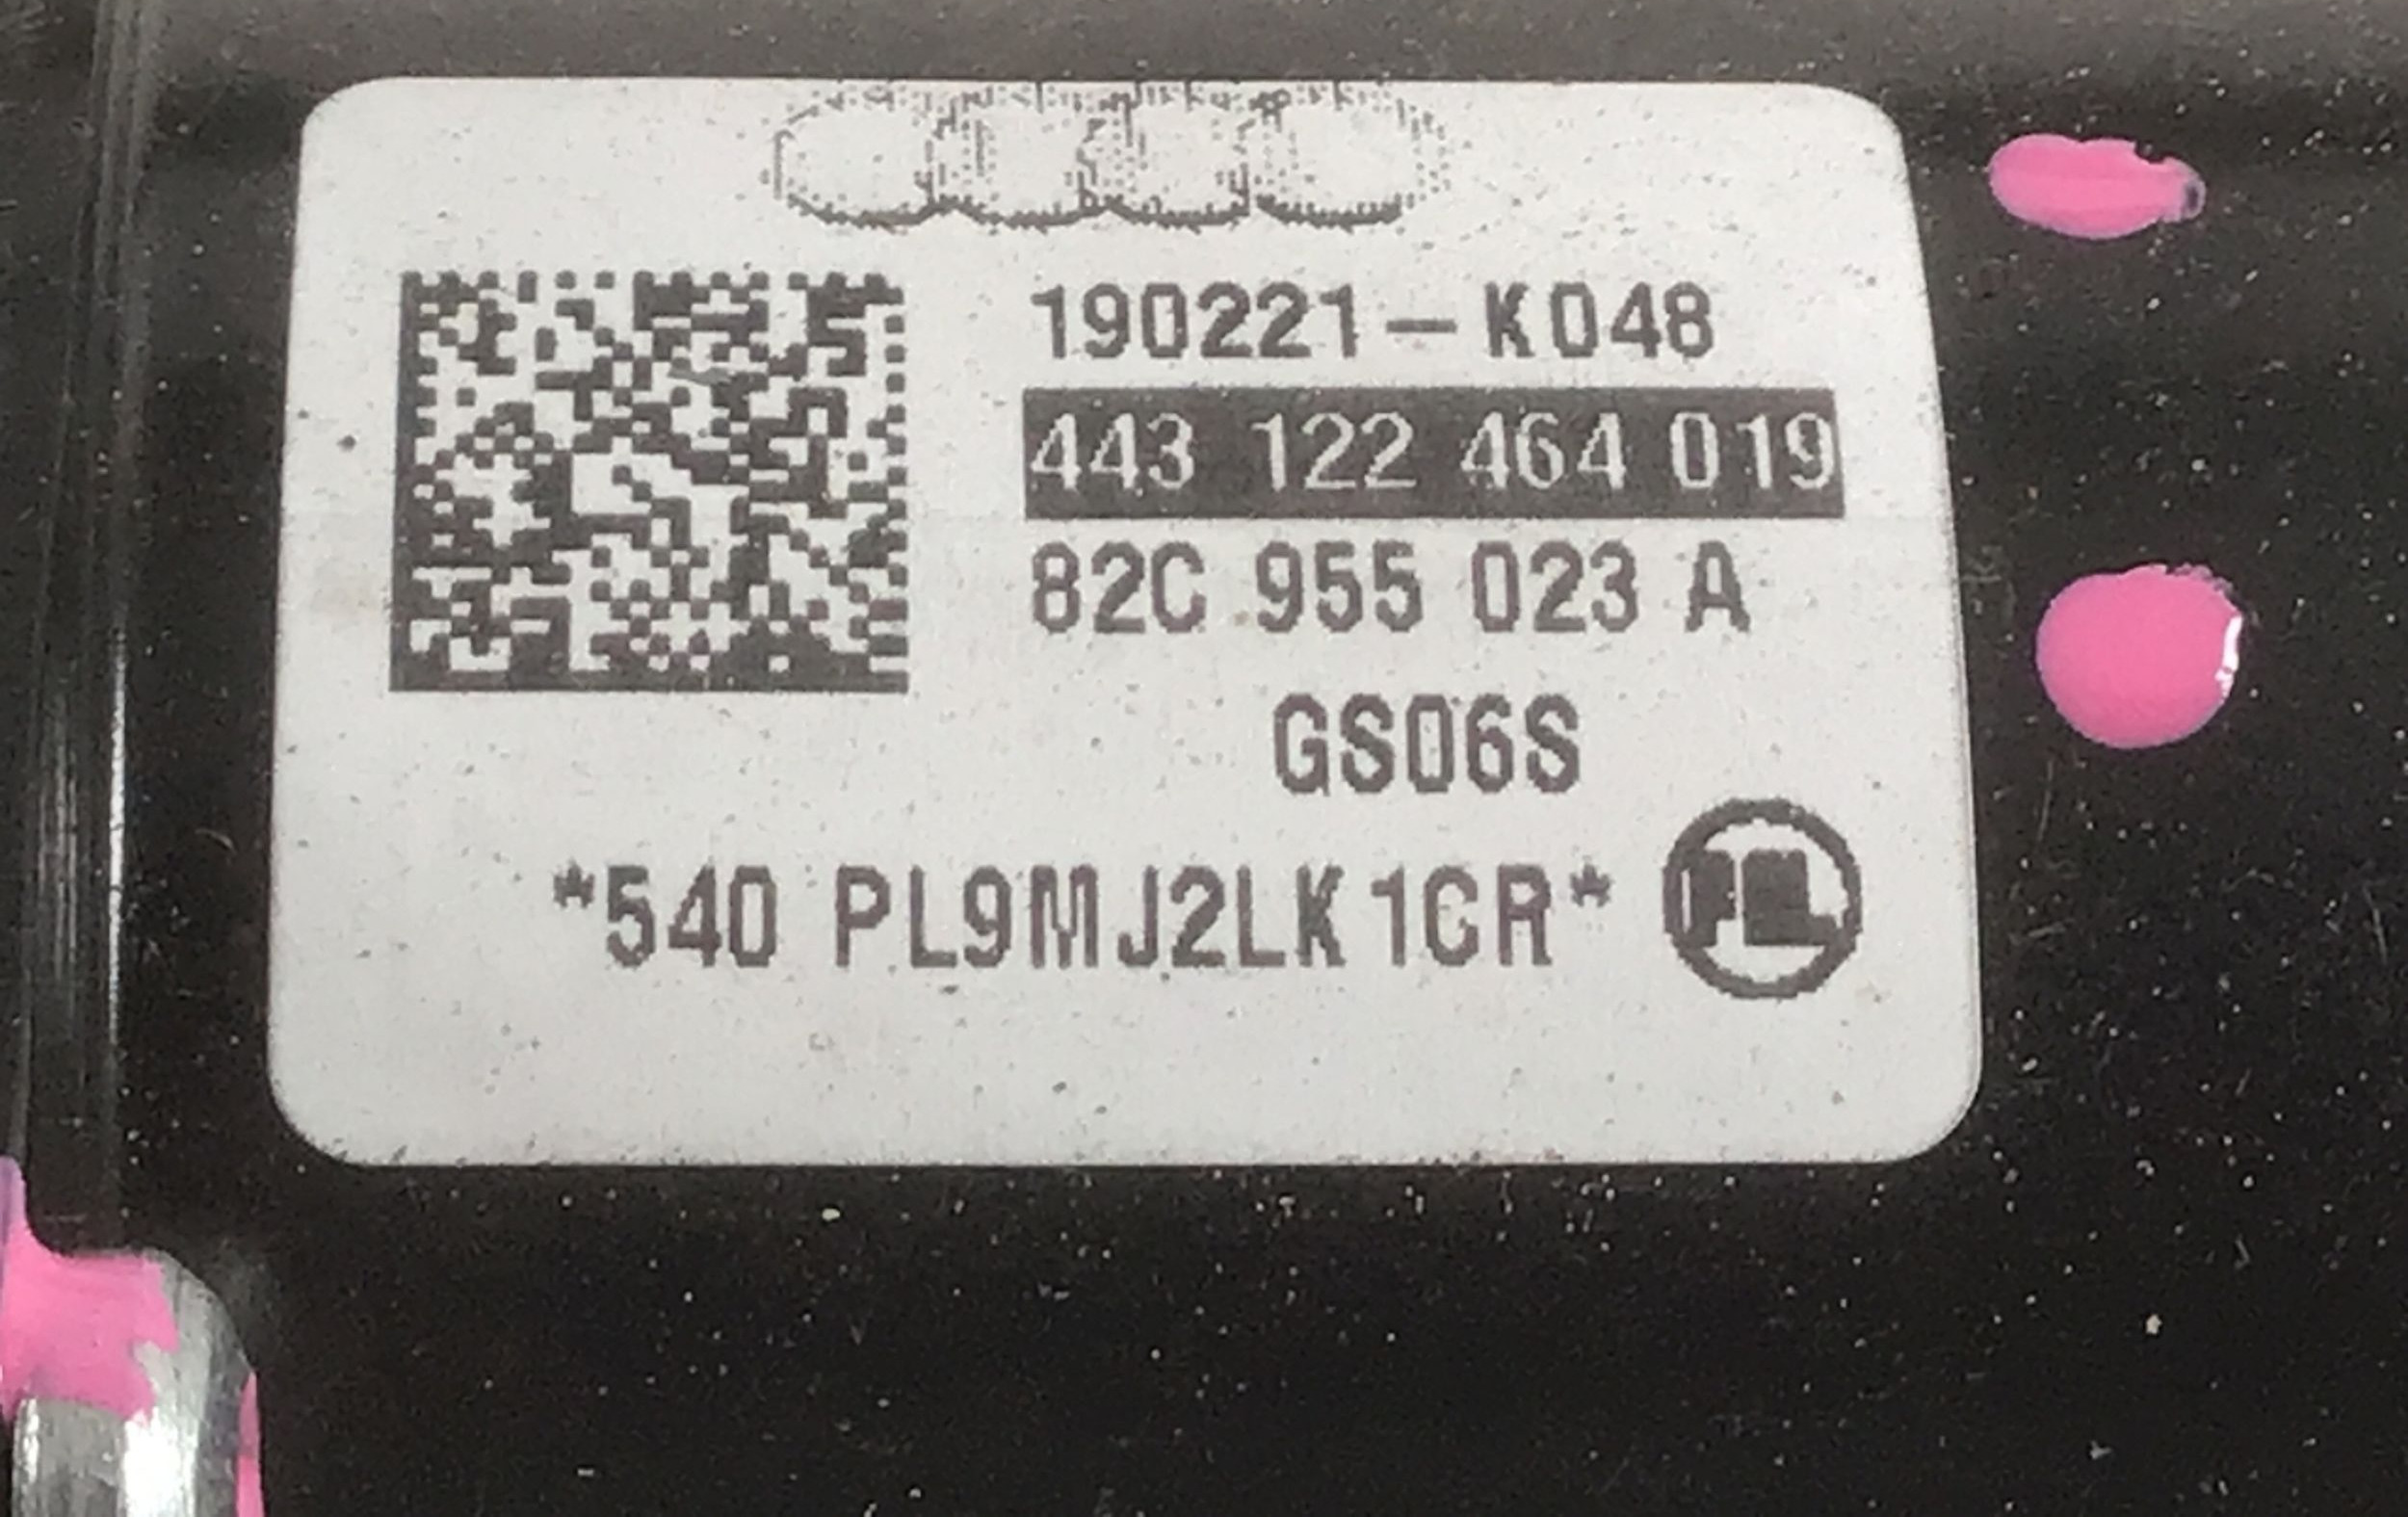 190221-K048
443 122 464 019
82C 955 023 A
GS06S
*540 PL9MJ2LK1CR*